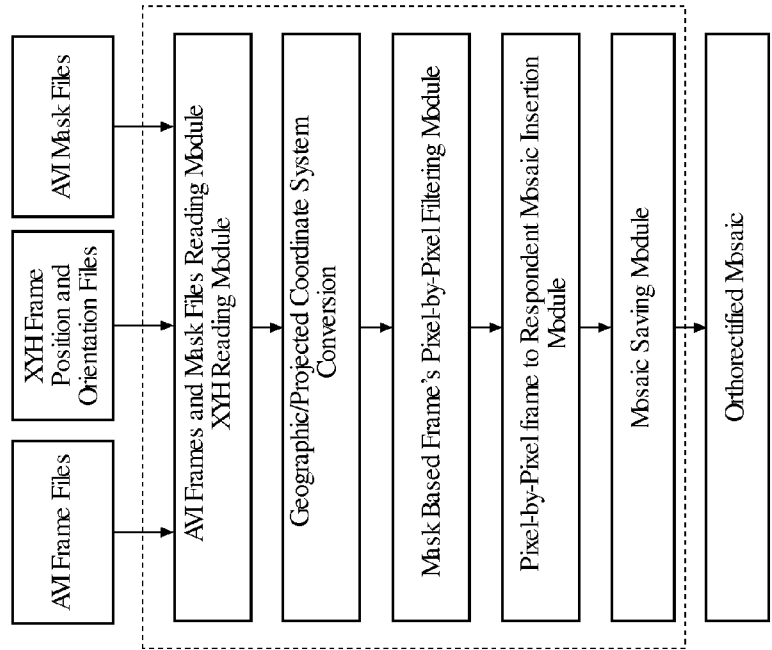 AVI Frame Files
XYH Frame
Position and
Orientation Files
AVI Mask Files
AVI Frames and Mask Files Reading Module
XYH Reading Module
Geographic/Projected Coordinate System
Conversion
Mask Based Frame's Pixel-by-Pixel Filtering Module
Pixel-by-Pixel frame to Respondent Mosaic Insertion
Module
Mosaic Saving Module
Orthorectified Mosaic